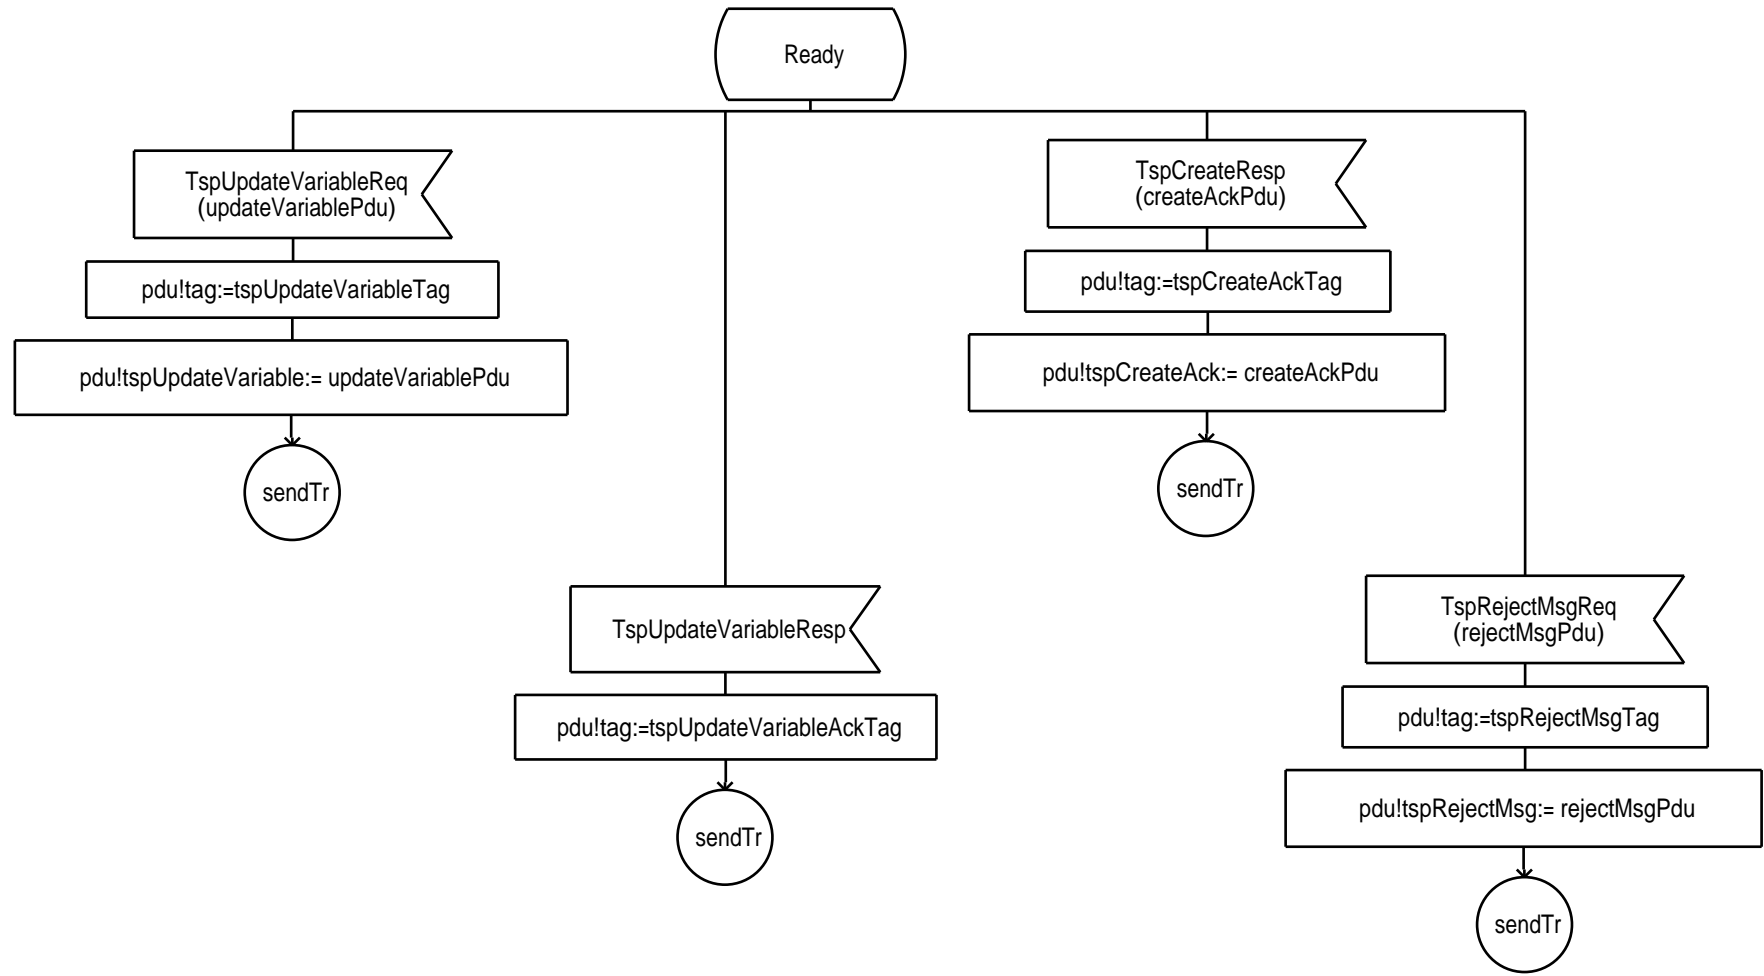 Ready
TspUpdateVariableReq
(updateVariablePdu)
pdu!tag:=tspUpdateVariableTag
pdu!tspUpdateVariable:= updateVariablePdu
sendTr
TspUpdateVariableResp
pdu!tag:=tspUpdateVariableAckTag
sendTr
TspCreateResp
(createAckPdu)
pdu!tag:=tspCreateAckTag
pdu!tspCreateAck:= createAckPdu
sendTr
TspRejectMsgReq
(rejectMsgPdu)
pdu!tag:=tspRejectMsgTag
pdu!tspRejectMsg:= rejectMsgPdu
sendTr